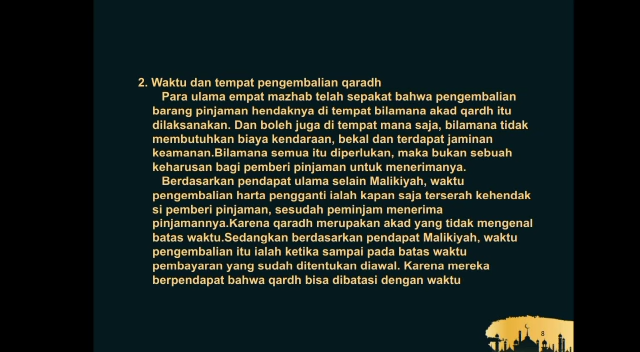 2. Waktu dan tempat pengembalian qaradh
Para ulama empat mazhab telah sepakat bahwa pengembalian
barang pinjaman hendaknya di tempat bilamana akad qardh itu
dilaksanakan. Dan boleh juga di tempat mana saja, bilamana tidak
membutuhkan biaya kendaraan, bekal dan terdapat jaminan
keamanan.Bilamana semua itu diperlukan, maka bukan sebuah
keharusan bagi pemberi pinjaman untuk menerimanya.
Berdasarkan pendapat ulama selain Malikiyah, waktu
pengembalian harta pengganti ialah kapan saja terserah kehendak
si pemberi pinjaman, sesudah peminjam menerima
pinjamannya.Karena qaradh merupakan akad yang tidak mengenal
batas waktu.Sedangkan berdasarkan pendapat Malikiyah, waktu
pengembalian itu ialah ketika sampai pada batas waktu
pembayaran yang sudah ditentukan diawal. Karena mereka
berpendapat bahwa qardh bisa dibatasi dengan waktu
8